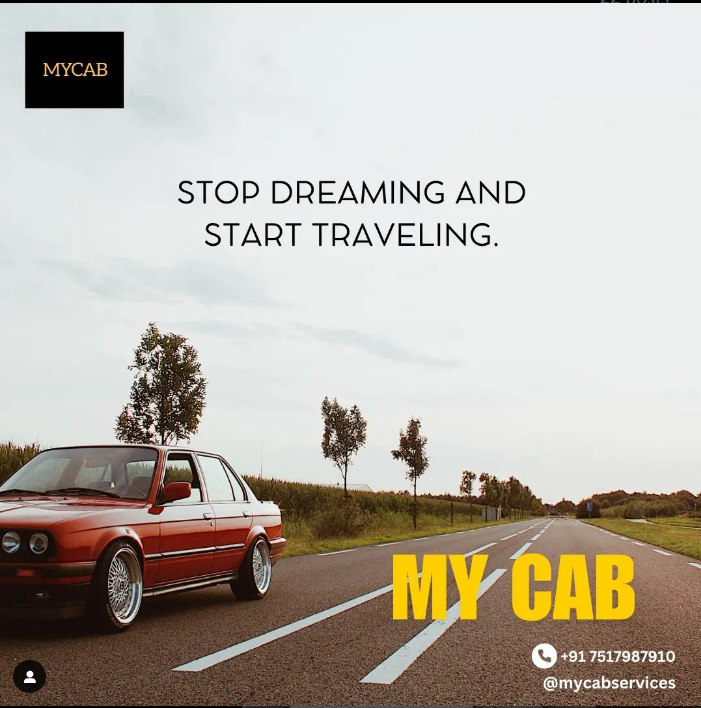 MYCAB
STOP DREAMING AND
START TRAVELING.
MY CAB
+91 7517987910
@mycabservices